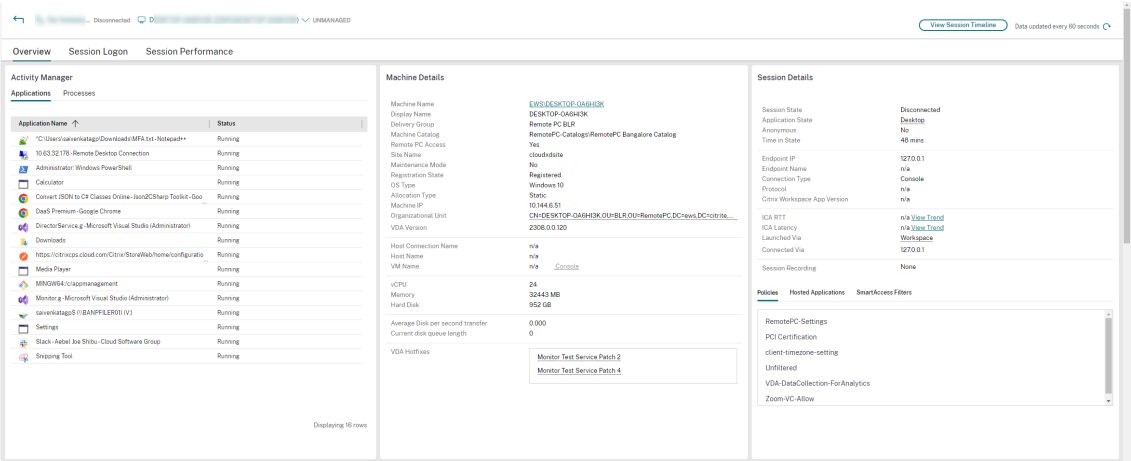 Disconnected D UNMANAGED
View Session Timeline Data updated every 60 seconds
Overview Session Logon Session Performance
Activity Manager
Applications Processes
Application Name Status
"C:\Users\saivenkatagp\Downloads\MFA.txt - Notepad++ Running
10.63.32.178 - Remote Desktop Connection Running
Administrator: Windows PowerShell Running
Calculator Running
Convert JSON to C# Classes Online - Json2CSharp Toolkit - Goo Running
DaaS Premium - Google Chrome Running
DirectorService.g - Microsoft Visual Studio (Administrator) Running
Downloads Running
https://citrixcps.cloud.com/Citrix/StoreWeb/home/configuratio Running
Media Player Running
MINGW64:/c/appmanagement Running
Monitor.g - Microsoft Visual Studio (Administrator) Running
saivenkatagp$ (\\BANPFILER01) (V:) Running
Settings Running
Slack - Aebel Joe Shibu - Cloud Software Group Running
Snipping Tool Running
Displaying 16 rows
Machine Details
Machine Name EWS\DESKTOP-0A6HI3K
Display Name DESKTOP-0A6HI3K
Delivery Group Remote PC BLR
Machine Catalog RemotePC-Catalogs\RemotePC Bangalore Catalog
Remote PC Access Yes
Site Name cloudxdsite
Maintenance Mode No
Registration State Registered
OS Type Windows 10
Allocation Type Static
Machine IP 10.144.6.51
Organizational Unit CN=DESKTOP-0A6HI3K,OU=BLR,OU=RemotePC,DC=ews,DC=citrite,...
VDA Version 2308.0.0.120
Host Connection Name n/a
Host Name n/a
VM Name n/a Console
vCPU 24
Memory 32443 MB
Hard Disk 952 GB
Average Disk per second transfer 0.000
Current disk queue length 0
VDA Hotfixes
Monitor Test Service Patch 2
Monitor Test Service Patch 4
Session Details
Session State Disconnected
Application State Desktop
Anonymous No
Time in State 48 mins
Endpoint IP 127.0.0.1
Endpoint Name n/a
Connection Type Console
Protocol n/a
Citrix Workspace App Version n/a
ICA RTT n/a View Trend
ICA Latency n/a View Trend
Launched Via Workspace
Connected Via 127.0.0.1
Session Recording None
Policies Hosted Applications SmartAccess Filters
RemotePC-Settings
PCI Certification
client-timezone-setting
Unfiltered
VDA-DataCollection-ForAnalytics
Zoom-VC-Allow